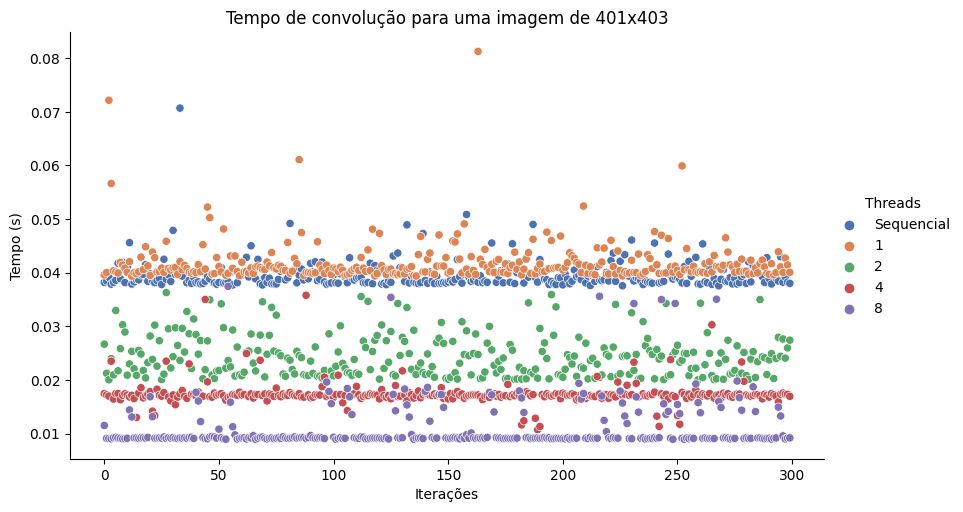 Tempo de convolução para uma imagem de 401x403
0.08
0.07
0.06
0.05
0.04
0.03
0.02
0.01
Tempo (s)
0 50 100 150 200 250 300
Iterações
Threads
Sequencial
1
2
4
8